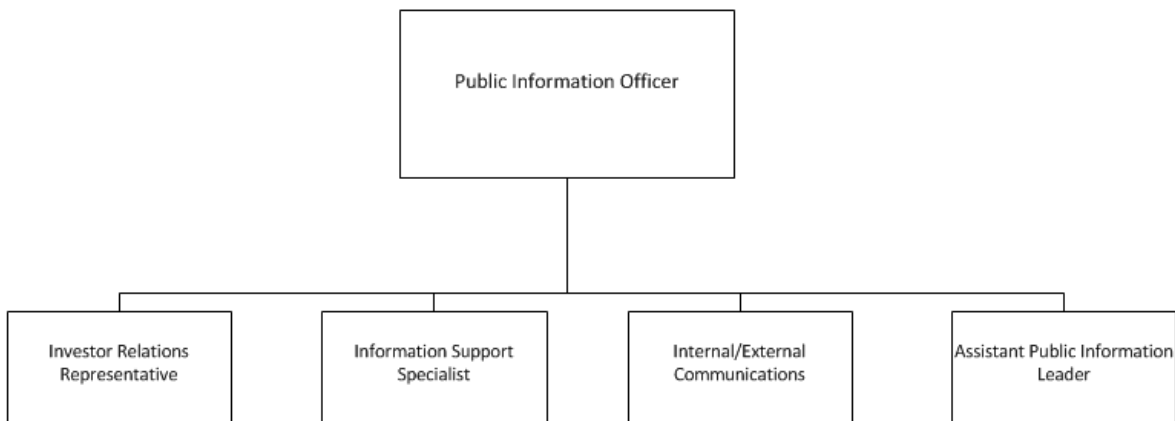 Public Information Officer
Investor Relations
Representative
Information Support
Specialist
Internal/External
Communications
Assistant Public Information
Leader